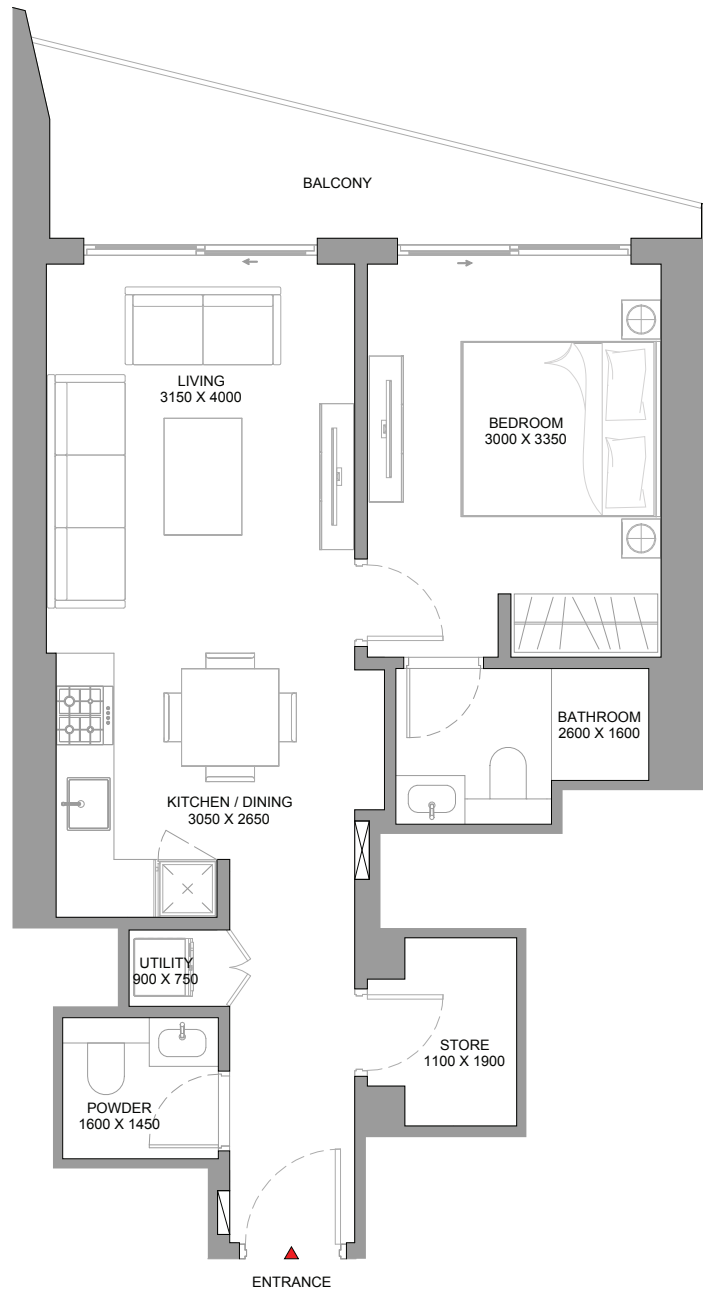 BALCONY
LIVING
3150 X 4000
BEDROOM
3000 X 3350
BATHROOM
2600 X 1600
KITCHEN / DINING
3050 X 2650
UTILITY
900 X 750
STORE
1100 X 1900
POWDER
1600 X 1450
ENTRANCE